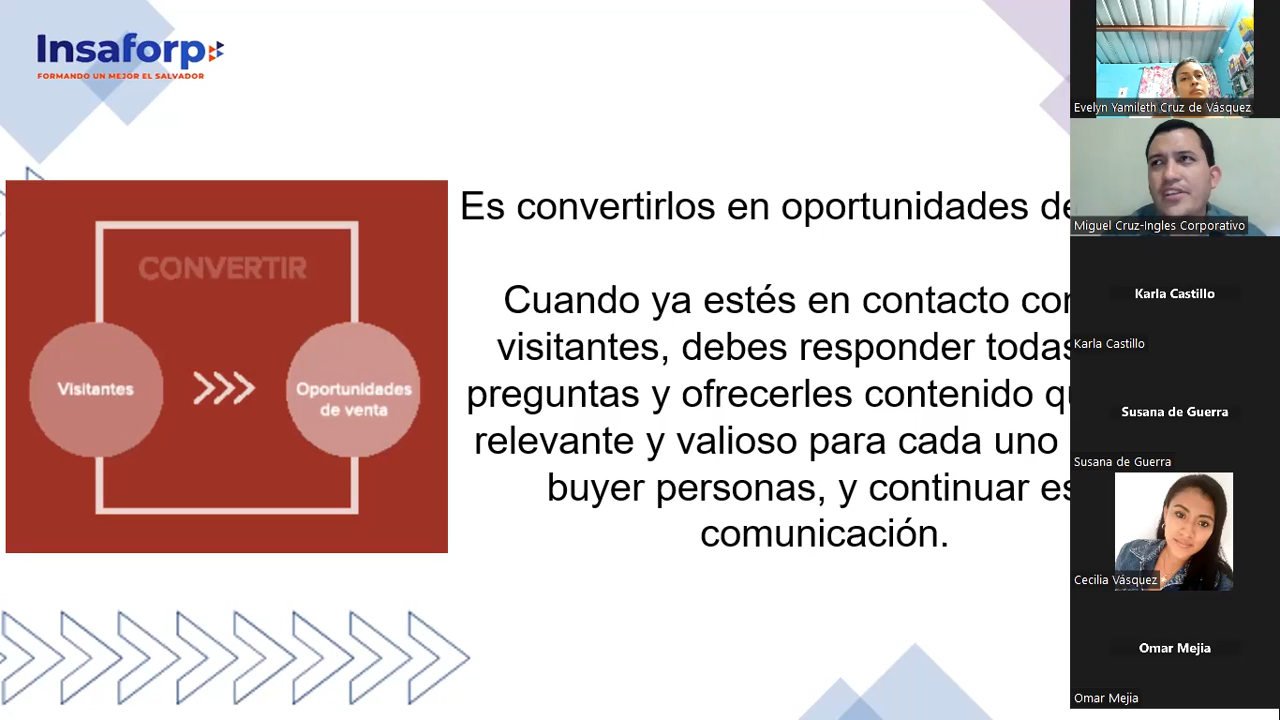 Insaforp
FORMANDO UN MEJOR EL SALVADOR
CONVERTIR
Visitantes
Oportunidades
de venta
Es convertirlos en oportunidades de
Cuando ya estés en contacto con
visitantes, debes responder todas
preguntas y ofrecerles contenido
relevante y valioso para cada uno
buyer personas, y continuar
comunicación.
Evelyn Yamileth Cruz de Vásquez
Miguel Cruz-Ingles Corporativo
Karla Castillo
Karla Castillo
Susana de Guerra
Susana de Guerra
Cecilia Vásquez
Omar Mejia
Omar Mejia